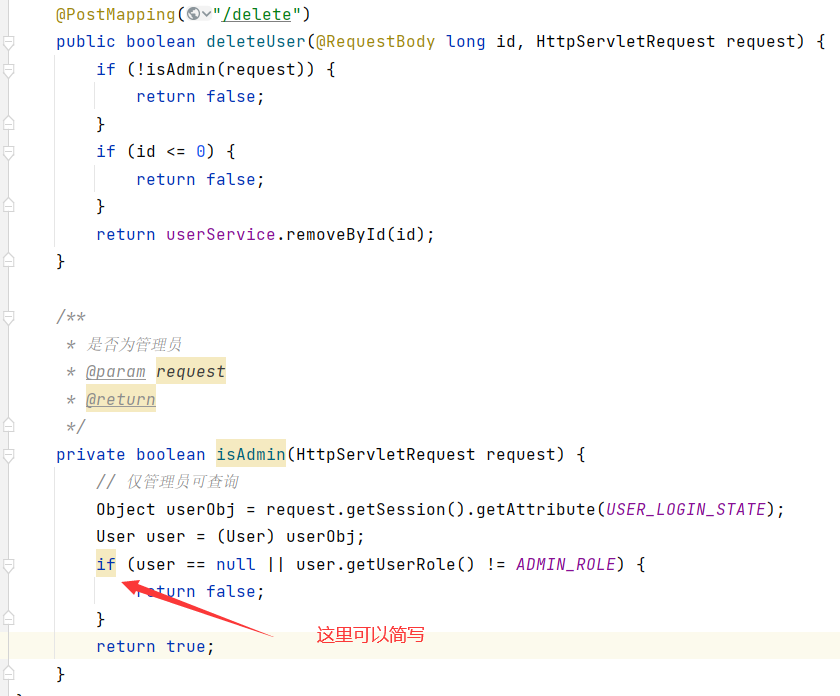 @PostMapping("/delete")
public boolean deleteUser(@RequestBody long id, HttpServletRequest request) {
if (!isAdmin(request)) {
return false;
}
if (id <= 0) {
return false;
}
return userService.removeById(id);
}
/**
* 是否为管理员
* @param request
* @return
*/
private boolean isAdmin(HttpServletRequest request) {
// 仅管理员可查询
Object userObj = request.getSession().getAttribute(USER_LOGIN_STATE);
User user = (User) userObj;
if (user == null || user.getUserRole() != ADMIN_ROLE) {
return false;
}
这里可以简写
return true;
}